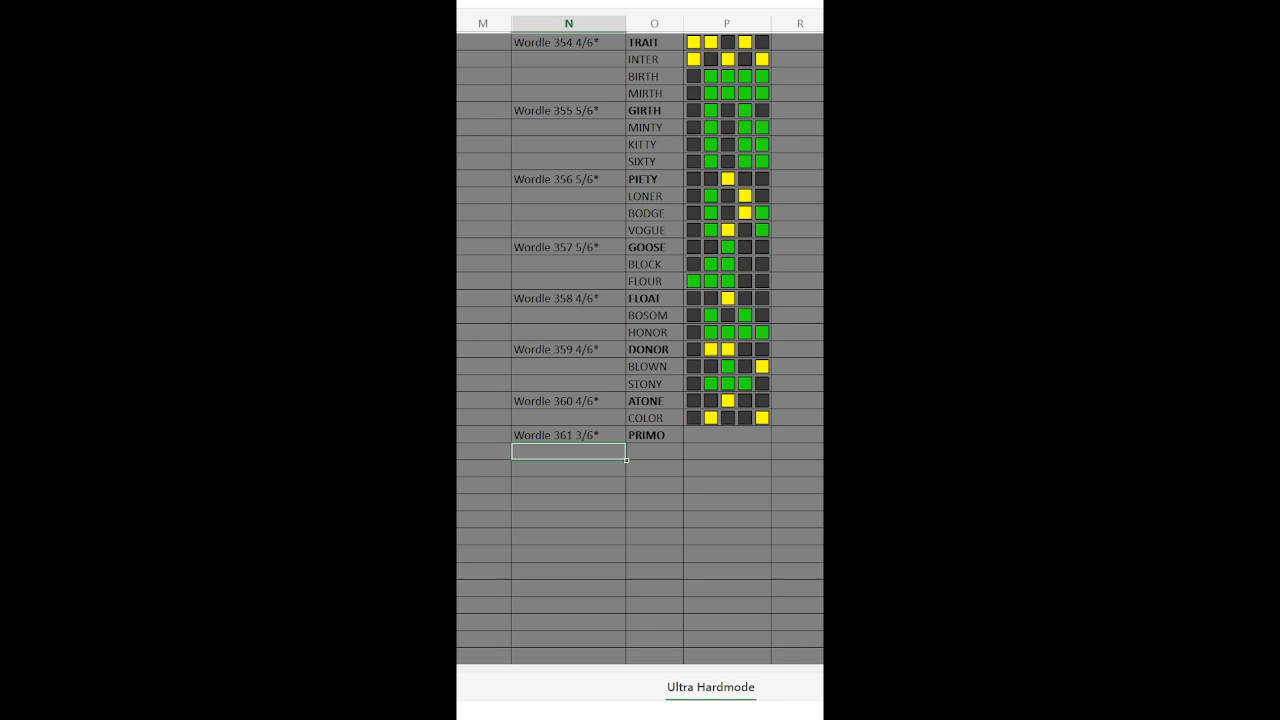 M N O P R
Wordle 354 4/6* TRAIT
INTER
BIRTH
MIRTH
Wordle 355 5/6* GIRTH
MINTY
KITTY
SIXTY
Wordle 356 5/6* PIETY
LONER
BODGE
VOGUE
Wordle 357 5/6* GOOSE
BLOCK
FLOUR
Wordle 358 4/6* FLOAT
BOSOM
HONOR
Wordle 359 4/6* DONOR
BLOWN
STONY
Wordle 360 4/6* ATONE
COLOR
Wordle 361 3/6* PRIMO
Ultra Hardmode